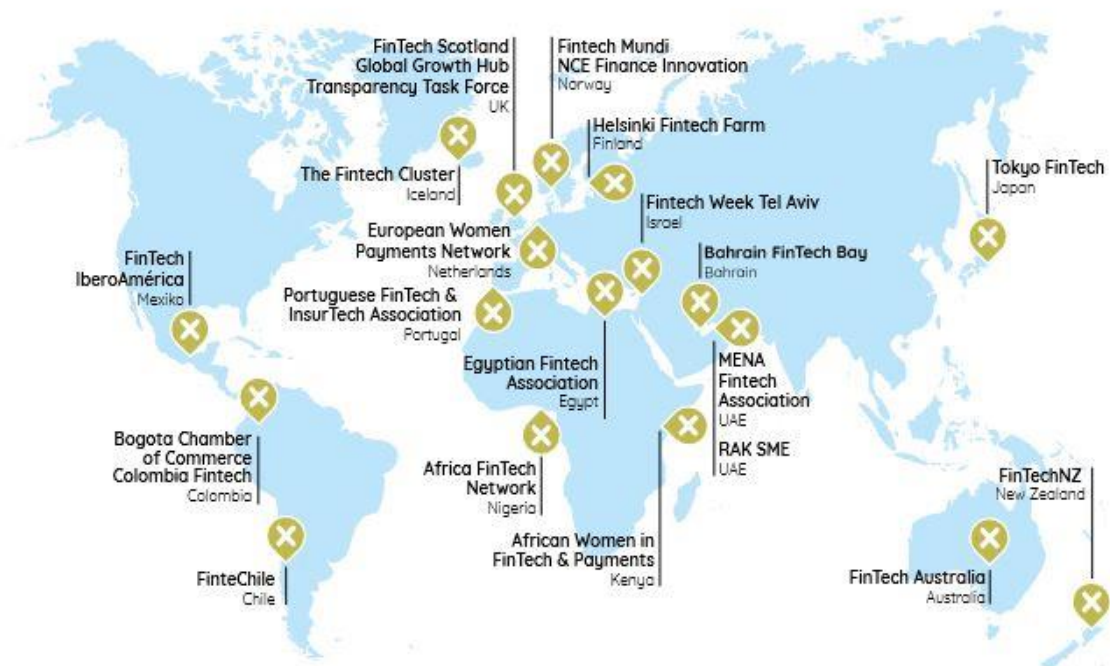 FinTech Scotland
Global Growth Hub
Transparency Task Force
UK
Fintech Mundi
NCE Finance Innovation
Norway
Helsinki Fintech Farm
Finland
The Fintech Cluster
Iceland
Tokyo FinTech
Japan
Fintech Week Tel Aviv
Israel
European Women
Payments Network
Netherlands
Bahrain FinTech Bay
Bahrain
FinTech
IberoAmérica
Mexiko
Portuguese FinTech &
InsurTech Association
Portugal
Egyptian Fintech
Association
Egypt
MENA
Fintech
Association
UAE
RAK SME
UAE
Bogota Chamber
of Commerce
Colombia Fintech
Colombia
Africa FinTech
Network
Nigeria
FinTechNZ
New Zealand
African Women in
FinTech & Payments
Kenya
FinteChile
Chile
FinTech Australia
Australia